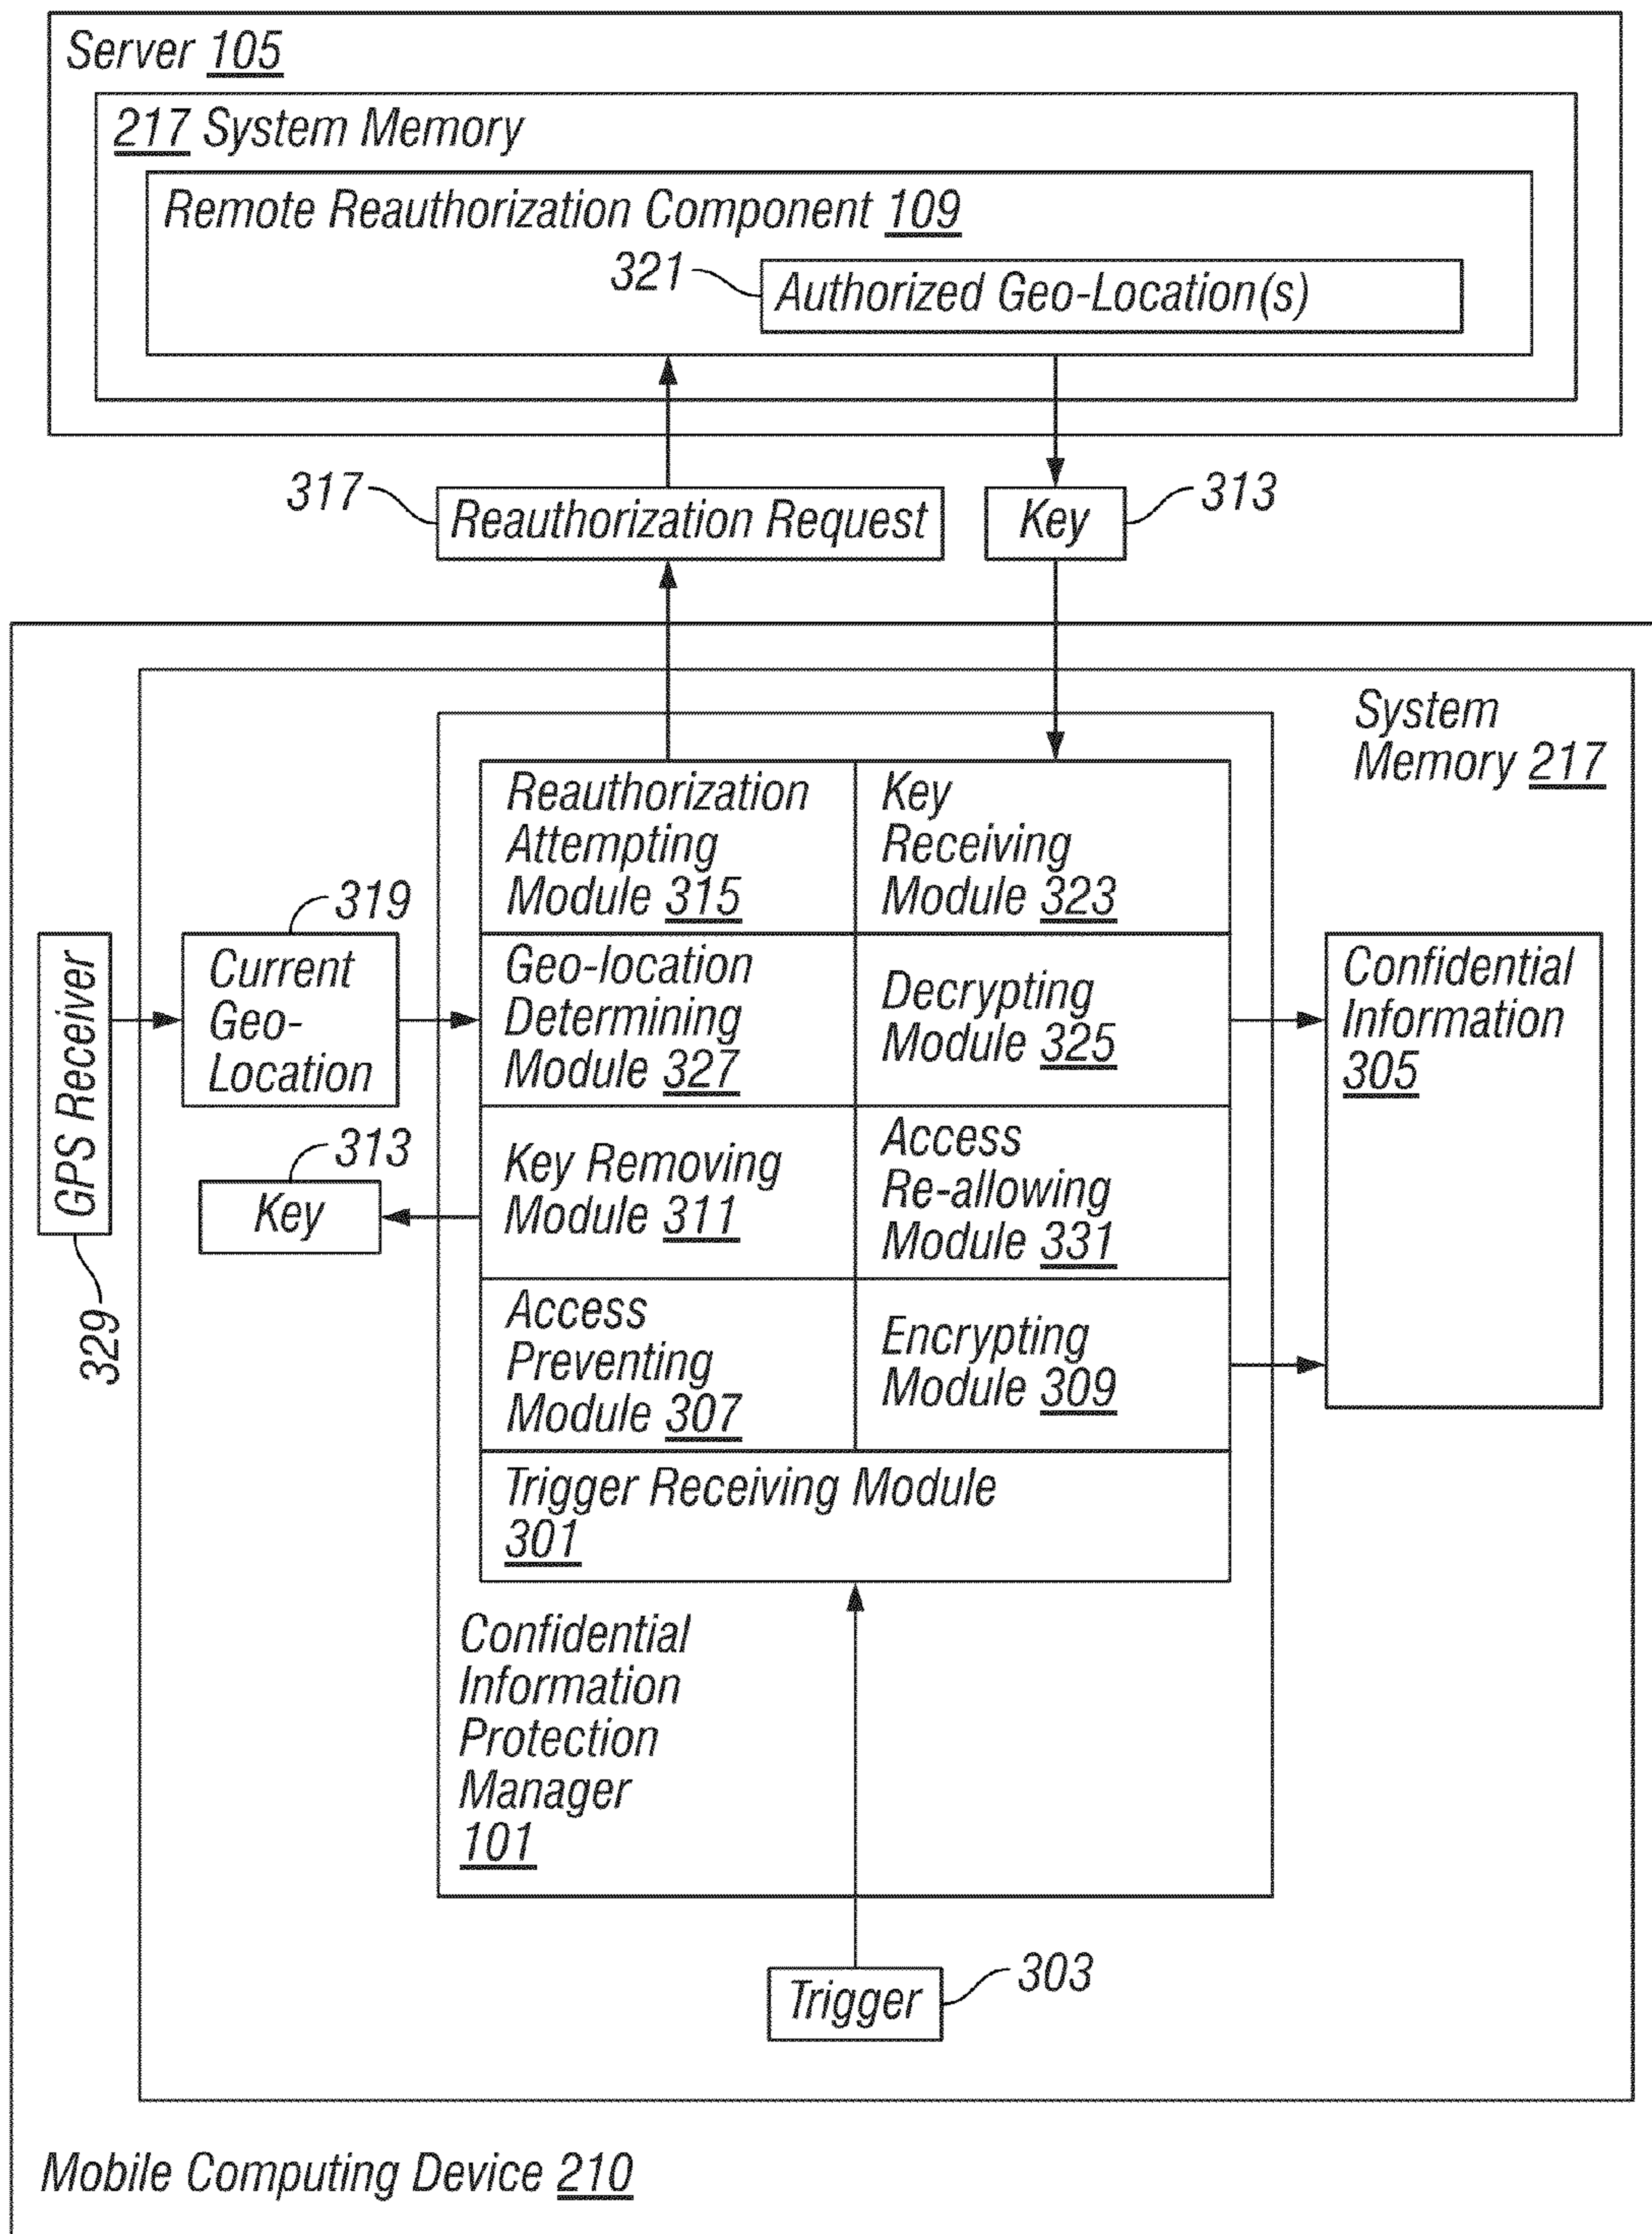 Server 105
217 System Memory
Remote Reauthorization Component 109
321
Authorized Geo-Location(s)
317
Reauthorization Request
Key
313
System
Memory 217
Reauthorization
Attempting
Module 315
Key
Receiving
Module 323
319
Current
Geo-
Location
GPS Receiver
329
Geo-location
Determining
Module 327
Decrypting
Module 325
Confidential
Information
305
313
Key
Key Removing
Module 311
Access
Re-allowing
Module 331
Access
Preventing
Module 307
Encrypting
Module 309
Trigger Receiving Module
301
Confidential
Information
Protection
Manager
101
Trigger
303
Mobile Computing Device 210